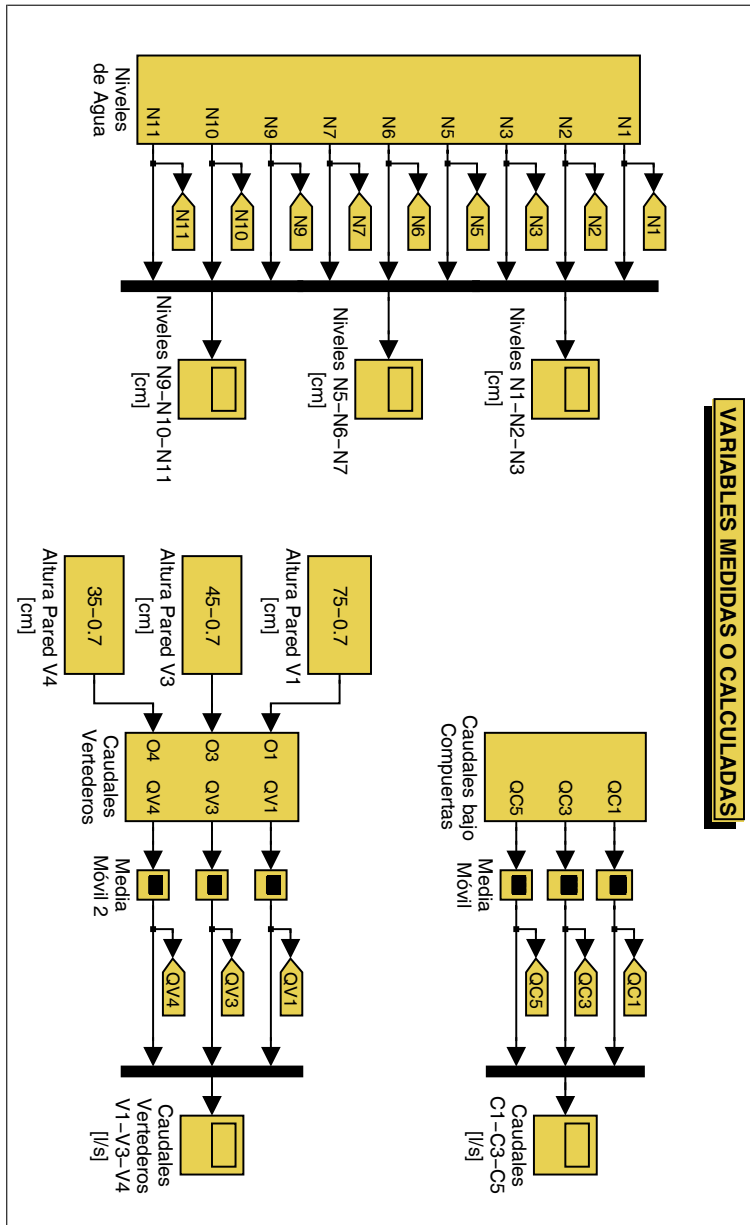 VARIABLES MEDIDAS O CALCULADAS
N1
N2
N3
N5
N6
N7
N9
N10
N11
Niveles
de Agua
N1
N2
N3
N5
N6
N7
N9
N10
N11
Niveles N1-N2-N3
[cm]
Niveles N5-N6-N7
[cm]
Niveles N9-N10-N11
[cm]
QC1
QC3
QC5
Caudales bajo
Compuertas
Media
Móvil
QC1
QC3
QC5
Caudales
C1-C3-C5
[l/s]
75-0.7
Altura Pared V1
[cm]
45-0.7
Altura Pared V3
[cm]
35-0.7
Altura Pared V4
[cm]
O1 QV1
O3 QV3
O4 QV4
Caudales
Vertederos
Media
Móvil 2
QV1
QV3
QV4
Caudales
Vertederos
V1-V3-V4
[l/s]